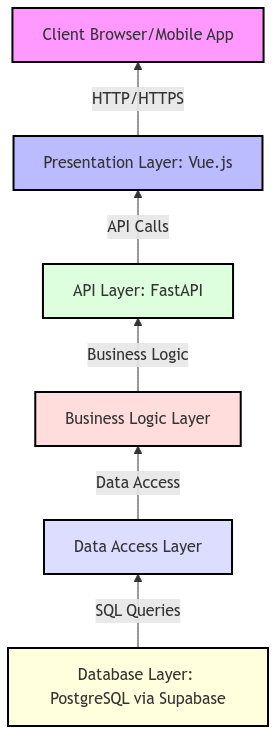 Client Browser/Mobile App
HTTP/HTTPS
Presentation Layer: Vue.js
API Calls
API Layer: FastAPI
Business Logic
Business Logic Layer
Data Access
Data Access Layer
SQL Queries
Database Layer:
PostgreSQL via Supabase